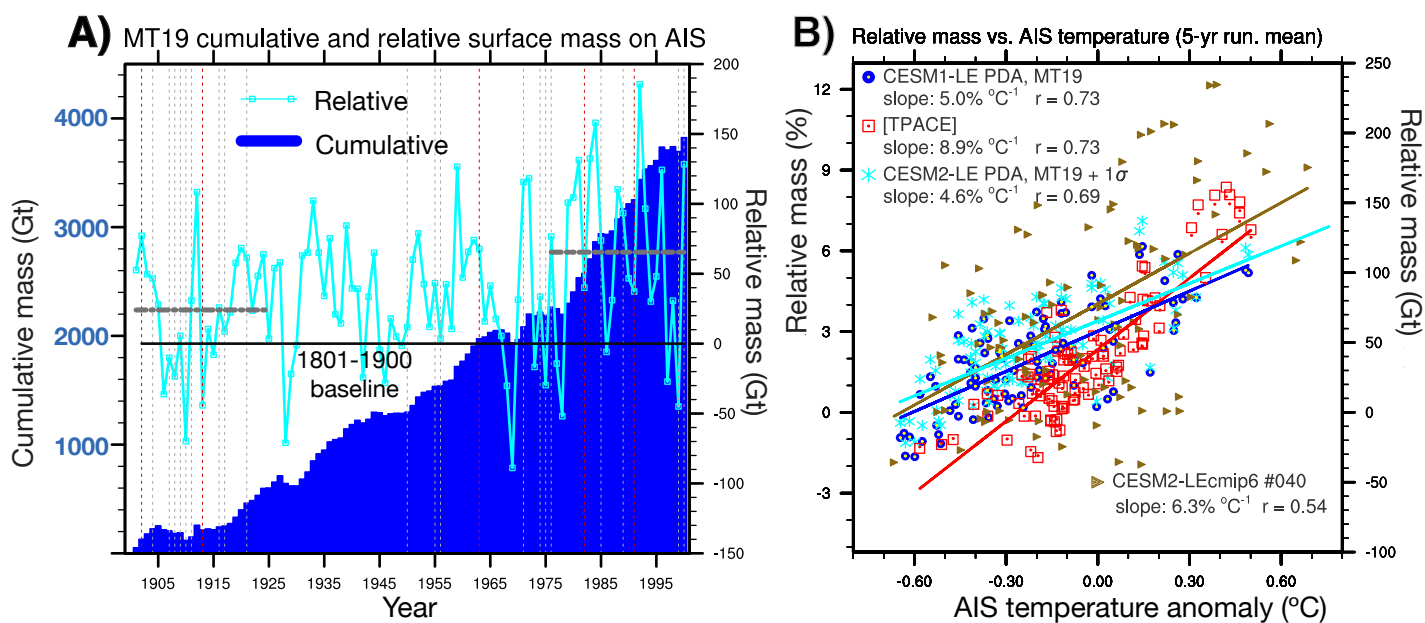 A) MT19 cumulative and relative surface mass on AIS
Relative
Cumulative
1801-1900
baseline
Cumulative mass (Gt)
4000
3000
2000
1000
0
Relative mass (Gt)
200
150
100
50
0
-50
-100
-150
1905 1915 1925 1935 1945 1955 1965 1975 1985 1995
Year
B) Relative mass vs. AIS temperature (5-yr run. mean)
CESM1-LE PDA, MT19
slope: 5.0% °C⁻¹ r = 0.73
[TPACE]
slope: 8.9% °C⁻¹ r = 0.73
CESM2-LE PDA, MT19 + 1σ
slope: 4.6% °C⁻¹ r = 0.69
CESM2-LEcmip6 #040
slope: 6.3% °C⁻¹ r = 0.54
Relative mass (%)
12
9
6
3
0
-3
Relative mass (Gt)
250
200
150
100
50
0
-50
-100
-0.60 -0.30 0.00 0.30 0.60
AIS temperature anomaly (ºC)